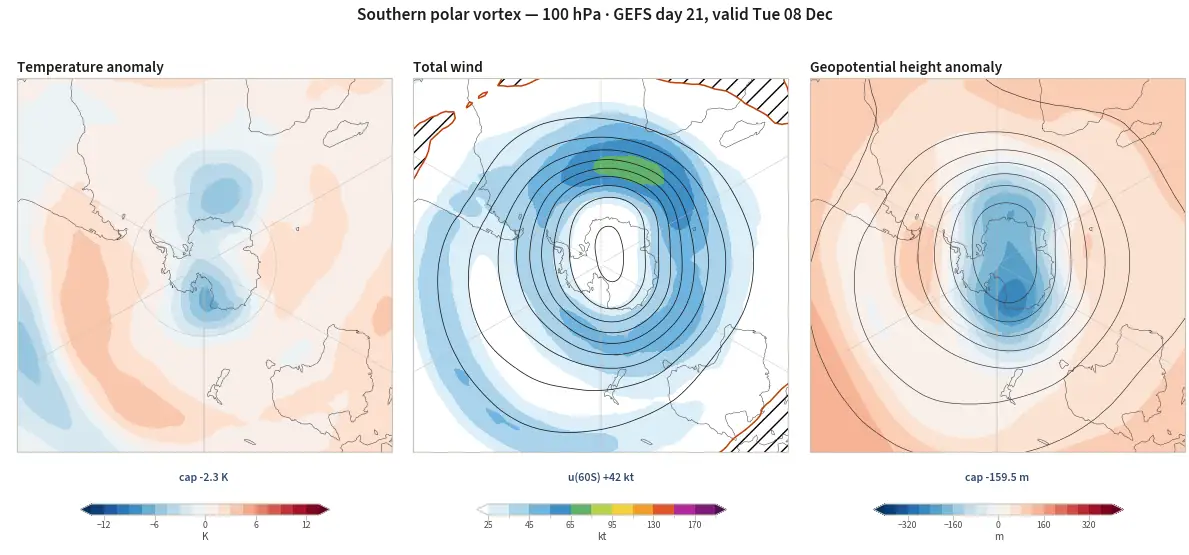 Southern polar vortex — 100 hPa · GEFS day 21, valid Tue 08 Dec
Temperature anomaly
Total wind
Geopotential height anomaly
cap -2.3 K
u(60S) +42 kt
cap -159.5 m
−12 −6 0 6 12
K
25 45 65 95 130 170
kt
−320 −160 0 160 320
m